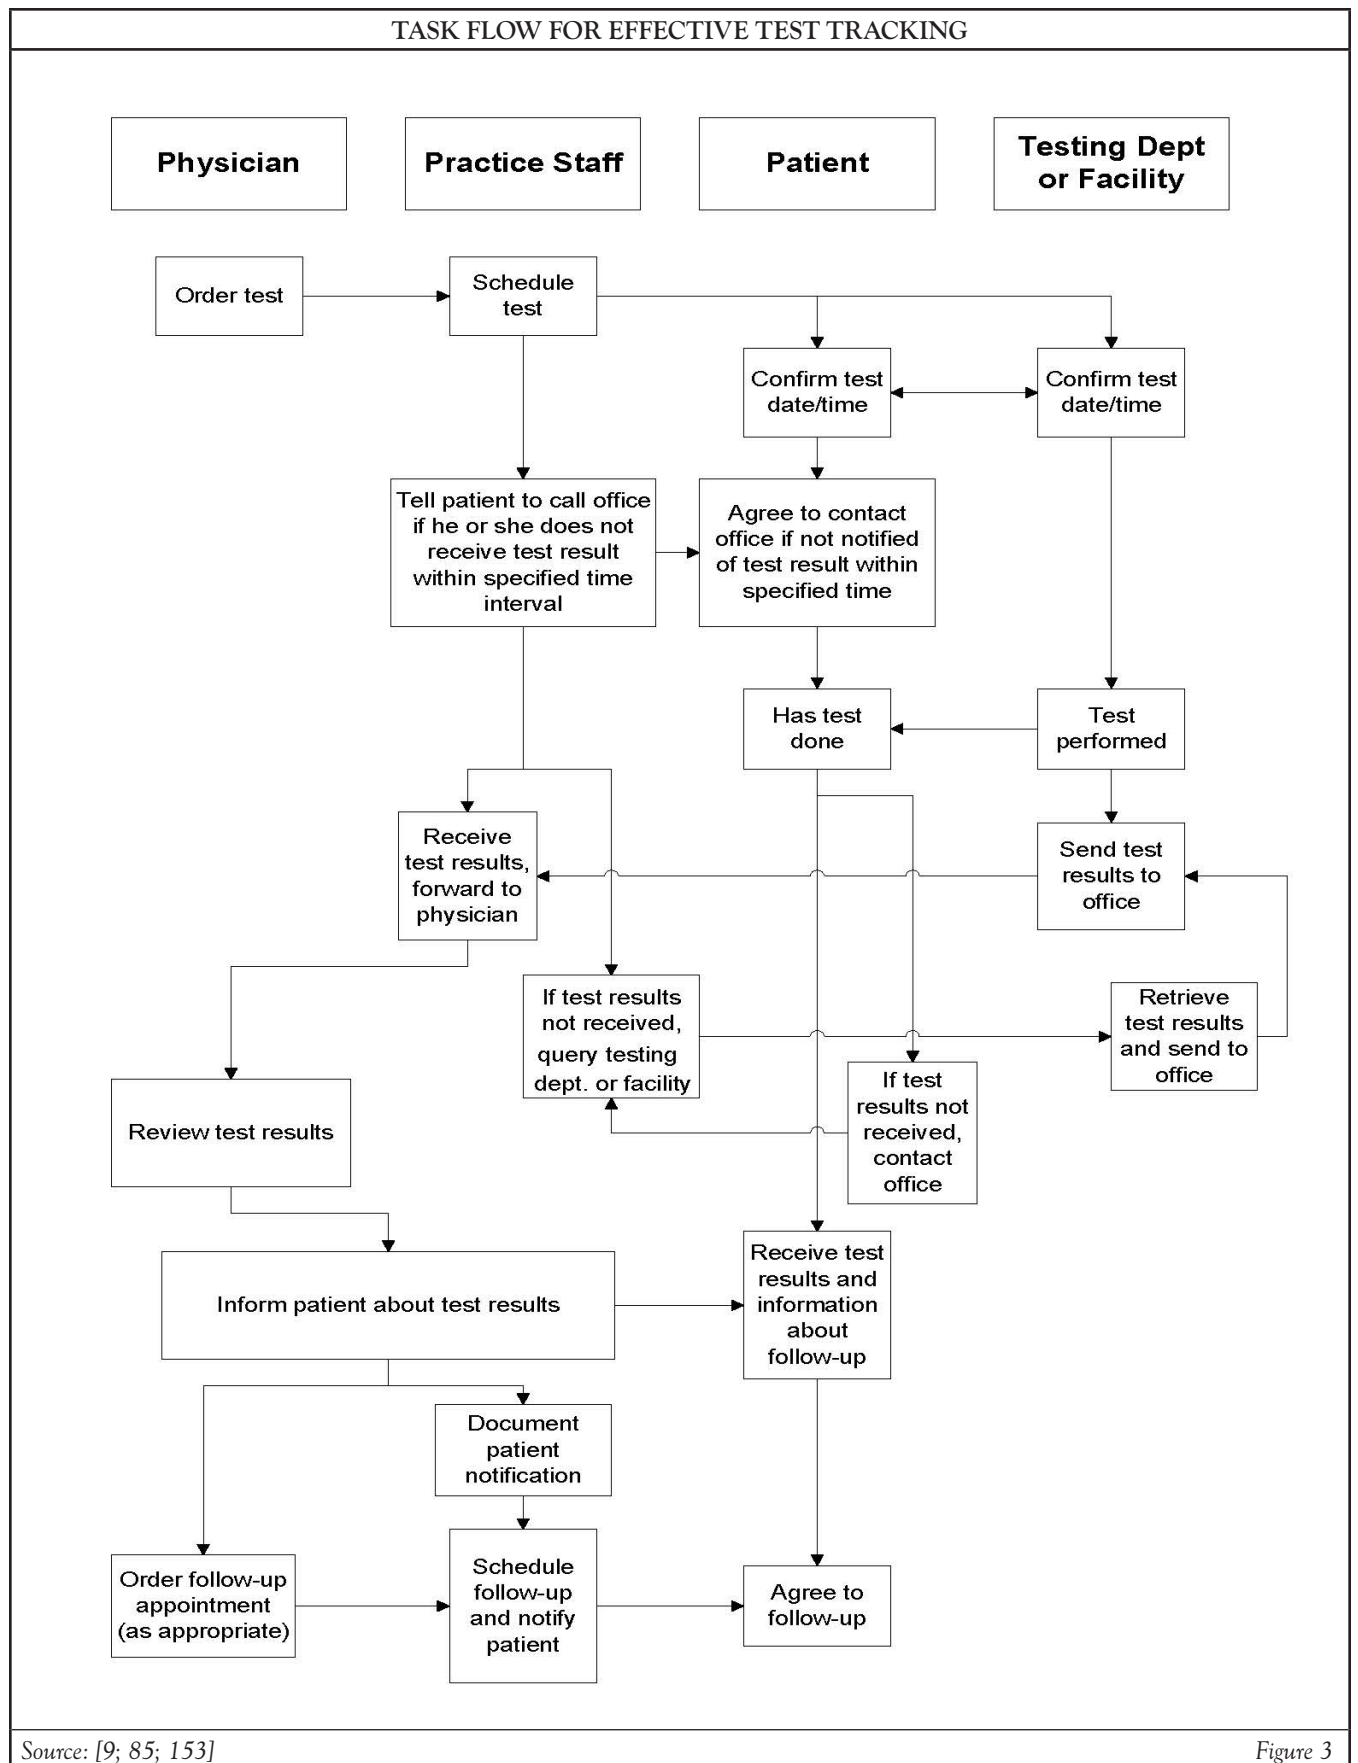 TASK FLOW FOR EFFECTIVE TEST TRACKING
Physician
Practice Staff
Patient
Testing Dept
or Facility
Order test
Schedule
test
Confirm test
date/time
Confirm test
date/time
Tell patient to call office
if he or she does not
receive test result
within specified time
interval
Agree to contact
office if not notified
of test result within
specified time
Has test
done
Test
performed
Receive
test results,
forward to
physician
Send test
results to
office
If test results
not received,
query testing
dept. or facility
Retrieve
test results
and send to
office
If test
results not
received,
contact
office
Review test results
Inform patient about test results
Receive test
results and
information
about
follow-up
Document
patient
notification
Order follow-up
appointment
(as appropriate)
Schedule
follow-up
and notify
patient
Agree to
follow-up
Source: [9; 85; 153]
Figure 3